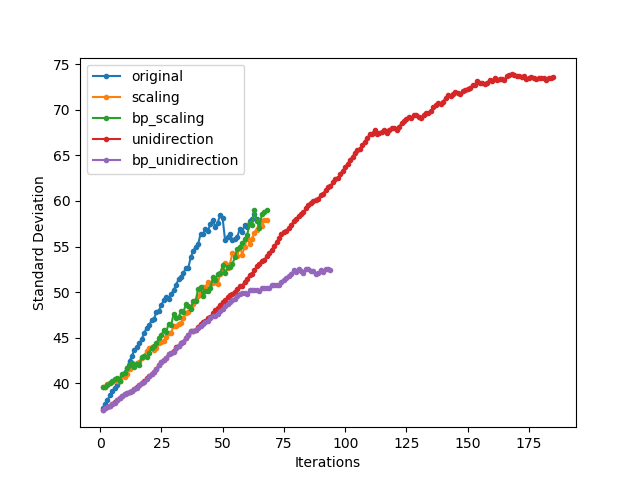 original
scaling
bp_scaling
unidirection
bp_unidirection
75
70
65
60
55
50
45
40
Standard Deviation
0 25 50 75 100 125 150 175
Iterations